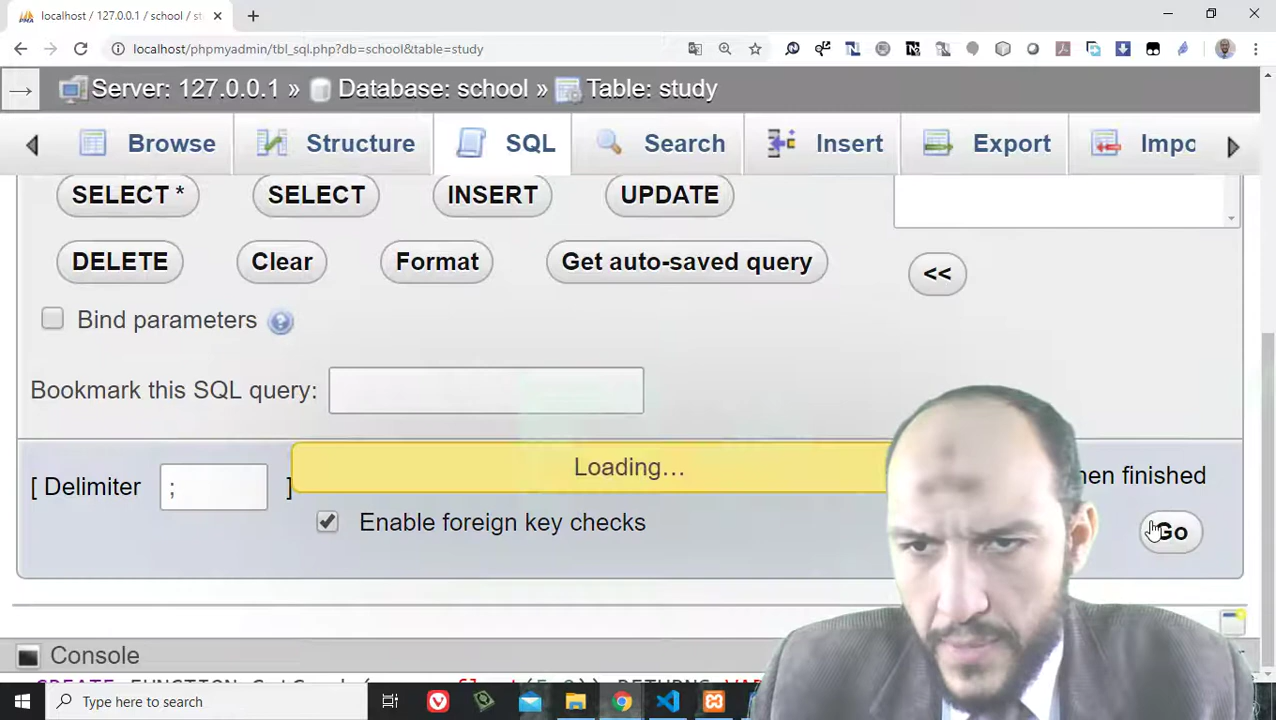 localhost / 127.0.0.1 / school / st
localhost/phpmyadmin/tbl_sql.php?db=school&table=study
Server: 127.0.0.1 » Database: school » Table: study
Browse Structure SQL Search Insert Export Impo
SELECT * SELECT INSERT UPDATE
DELETE Clear Format Get auto-saved query <<
Bind parameters
Bookmark this SQL query:
[ Delimiter ; ] Loading... hen finished
Enable foreign key checks Go
Console
Type here to search